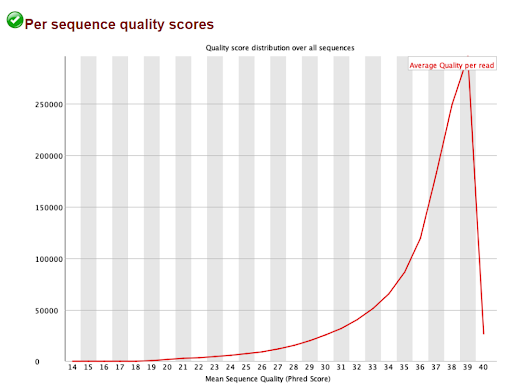 Per sequence quality scores
Quality score distribution over all sequences
Average Quality per read
250000
200000
150000
100000
50000
0
14 15 16 17 18 19 20 21 22 23 24 25 26 27 28 29 30 31 32 33 34 35 36 37 38 39 40
Mean Sequence Quality (Phred Score)